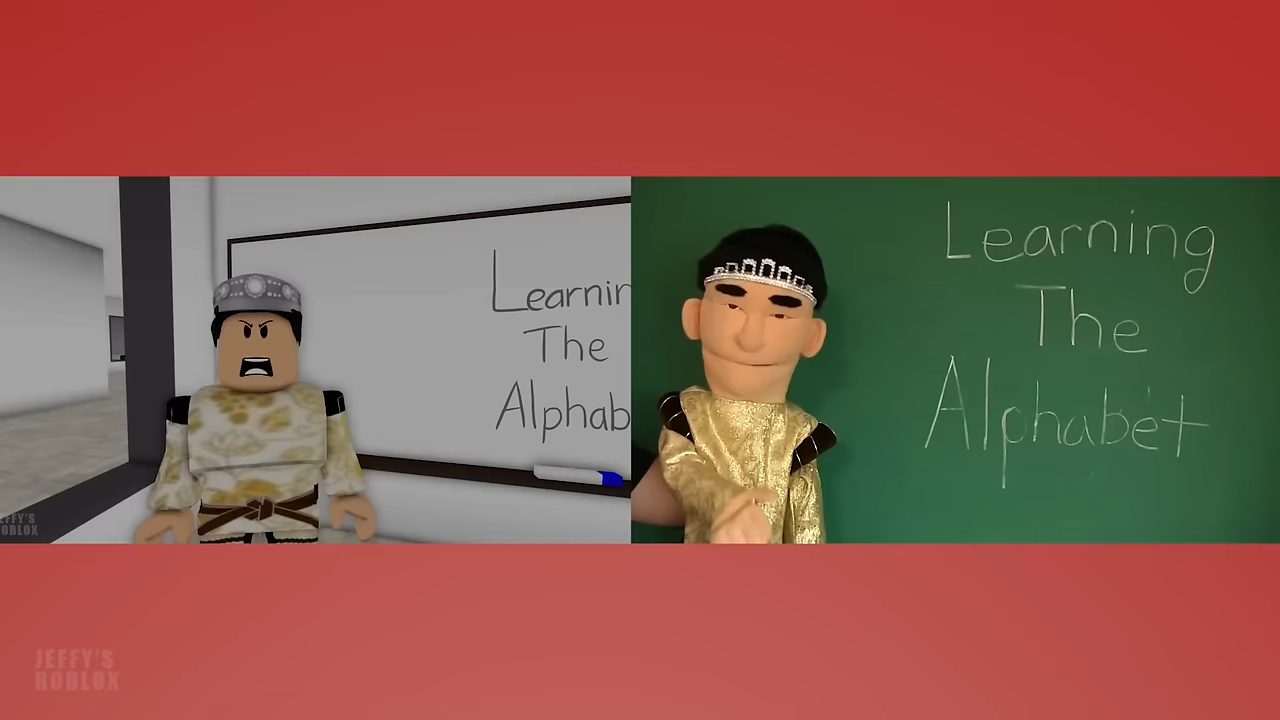 Learnin
The
Alphab
Learning
The
Alphabet
JEFFY'S
ROBLOX
JEFFY'S
ROBLOX